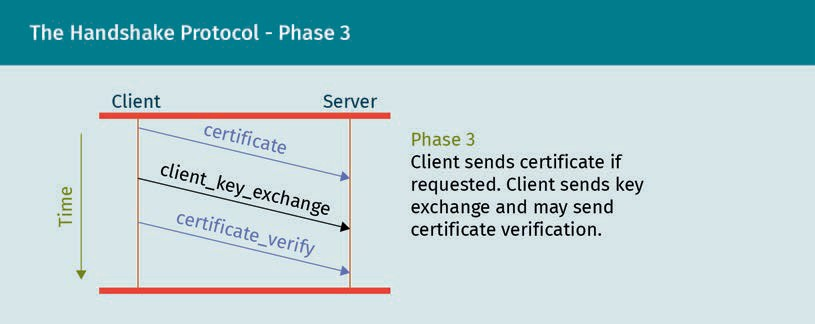 The Handshake Protocol - Phase 3
Client
Server
certificate
client_key_exchange
certificate_verify
Time
Phase 3
Client sends certificate if
requested. Client sends key
exchange and may send
certificate verification.